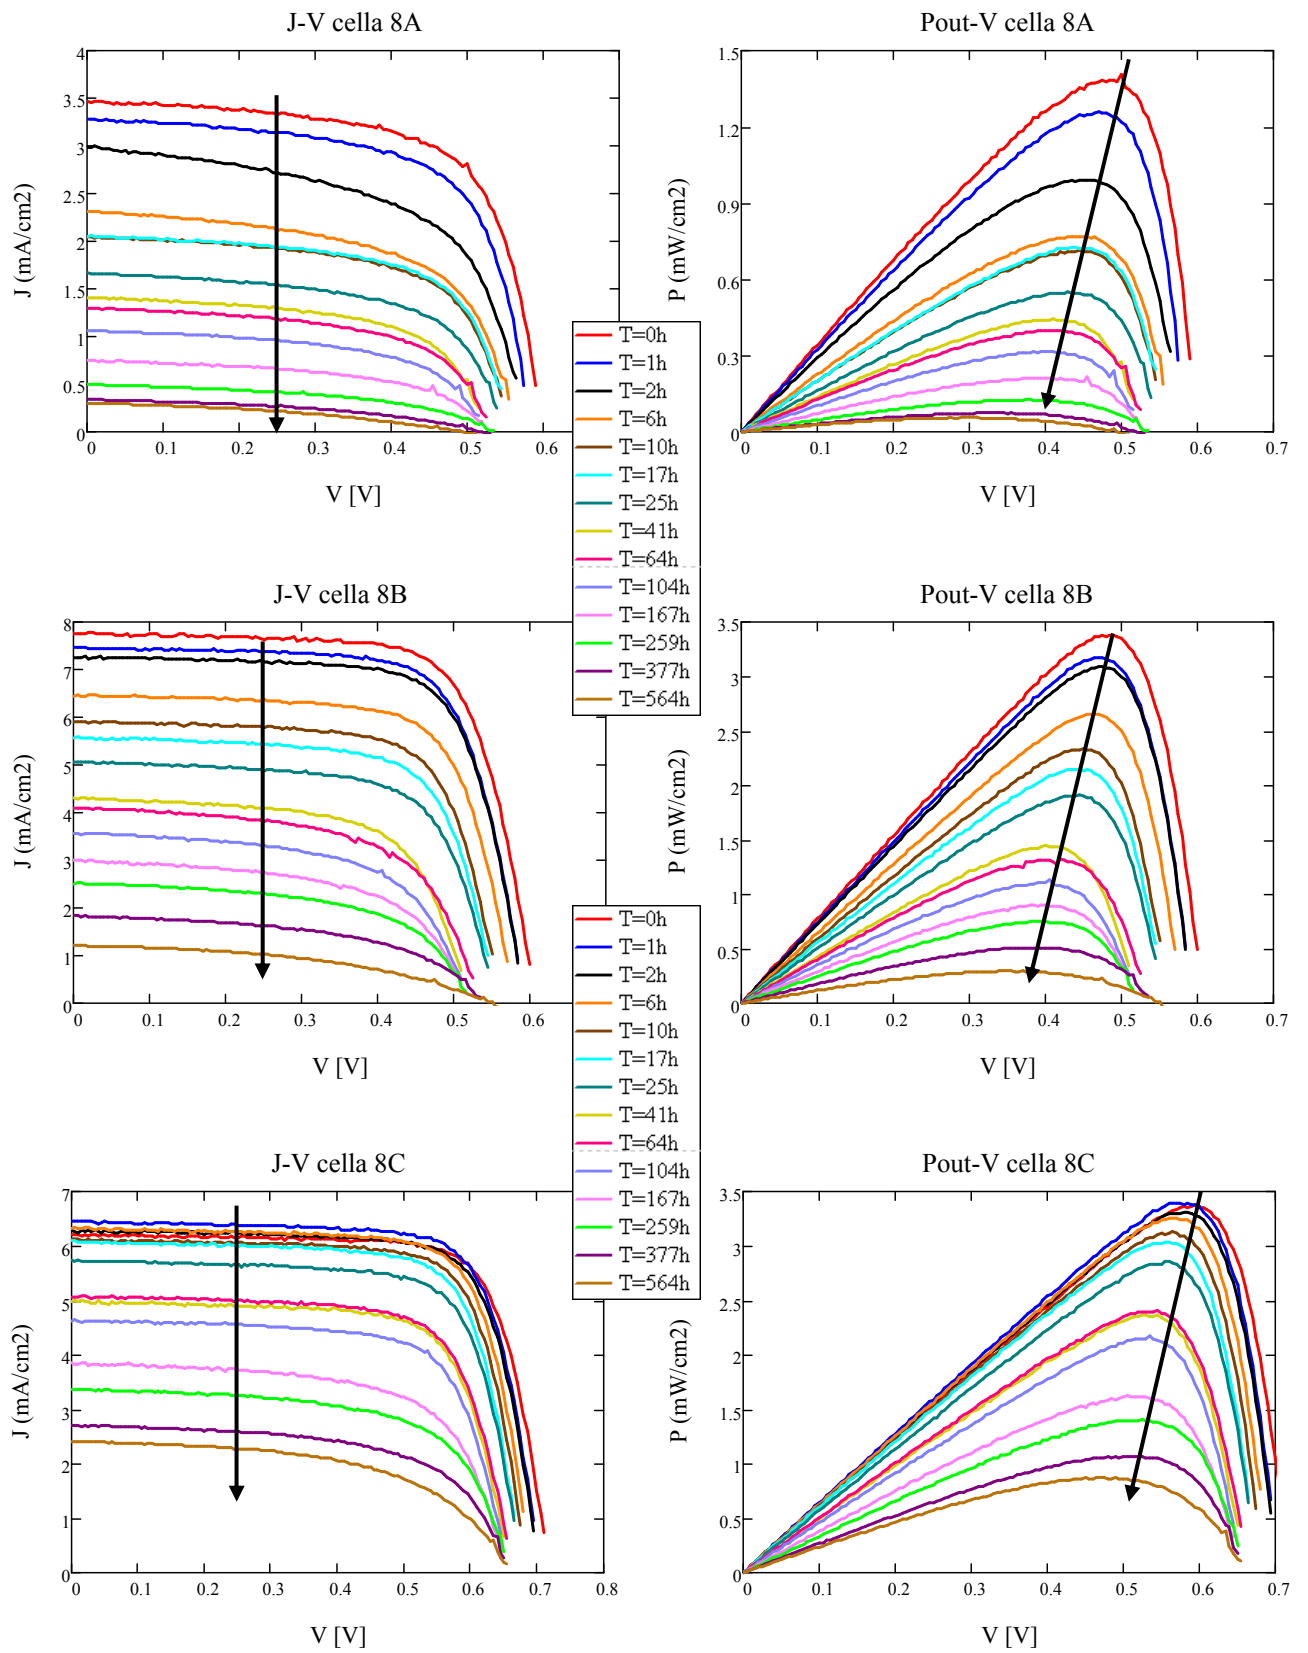 J-V cella 8A
4
3.5
3
2.5
2
1.5
1
0.5
0
J (mA/cm2)
0 0.1 0.2 0.3 0.4 0.5 0.6
V [V]
Pout-V cella 8A
1.5
1.2
0.9
0.6
0.3
0
P (mW/cm2)
0 0.1 0.2 0.3 0.4 0.5 0.6 0.7
V [V]
T=0h
T=1h
T=2h
T=6h
T=10h
T=17h
T=25h
T=41h
T=64h
T=104h
T=167h
T=259h
T=377h
T=564h
J-V cella 8B
8
7
6
5
4
3
2
1
0
J (mA/cm2)
0 0.1 0.2 0.3 0.4 0.5 0.6
V [V]
Pout-V cella 8B
3.5
3
2.5
2
1.5
1
0.5
0
P (mW/cm2)
0 0.1 0.2 0.3 0.4 0.5 0.6 0.7
V [V]
T=0h
T=1h
T=2h
T=6h
T=10h
T=17h
T=25h
T=41h
T=64h
T=104h
T=167h
T=259h
T=377h
T=564h
J-V cella 8C
7
6
5
4
3
2
1
0
J (mA/cm2)
0 0.1 0.2 0.3 0.4 0.5 0.6 0.7 0.8
V [V]
Pout-V cella 8C
3.5
3
2.5
2
1.5
1
0.5
0
P (mW/cm2)
0 0.1 0.2 0.3 0.4 0.5 0.6 0.7
V [V]